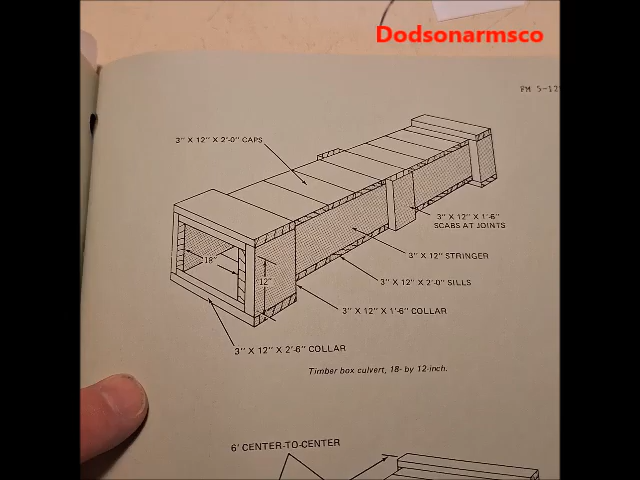 Dodsonarmsco
FM 5-12
3" X 12" X 2'-0" CAPS
3" X 12" X 1'-6"
SCABS AT JOINTS
3" X 12" STRINGER
18"
12"
3" X 12" X 2'-0" SILLS
3" X 12" X 1'-6" COLLAR
3" X 12" X 2'-6" COLLAR
Timber box culvert, 18- by 12-inch.
6' CENTER-TO-CENTER